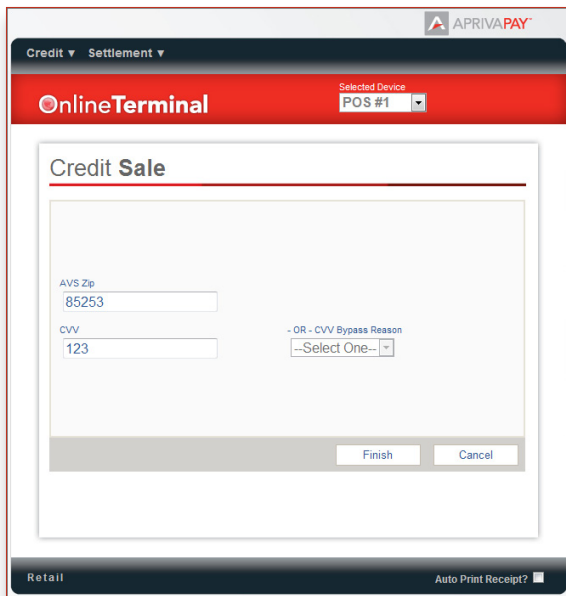 APRIVAPAY™
Credit ▼ Settlement ▼
Selected Device
OnlineTerminal
POS #1
Credit Sale
AVS Zip
85253
CVV
- OR - CVV Bypass Reason
123
--Select One--
Finish
Cancel
Retail
Auto Print Receipt?